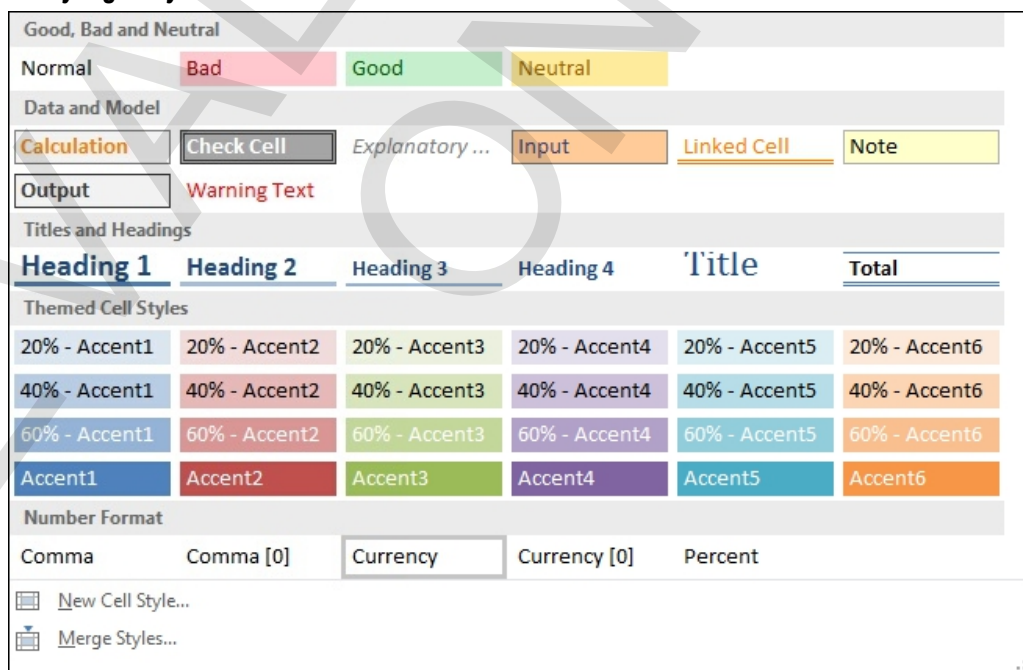 Good, Bad and Neutral
Normal Bad Good Neutral
Data and Model
Calculation Check Cell Explanatory ... Input Linked Cell Note
Output Warning Text
Titles and Headings
Heading 1 Heading 2 Heading 3 Heading 4 Title Total
Themed Cell Styles
20% - Accent1 20% - Accent2 20% - Accent3 20% - Accent4 20% - Accent5 20% - Accent6
40% - Accent1 40% - Accent2 40% - Accent3 40% - Accent4 40% - Accent5 40% - Accent6
60% - Accent1 60% - Accent2 60% - Accent3 60% - Accent4 60% - Accent5 60% - Accent6
Accent1 Accent2 Accent3 Accent4 Accent5 Accent6
Number Format
Comma Comma [0] Currency Currency [0] Percent
New Cell Style...
Merge Styles...